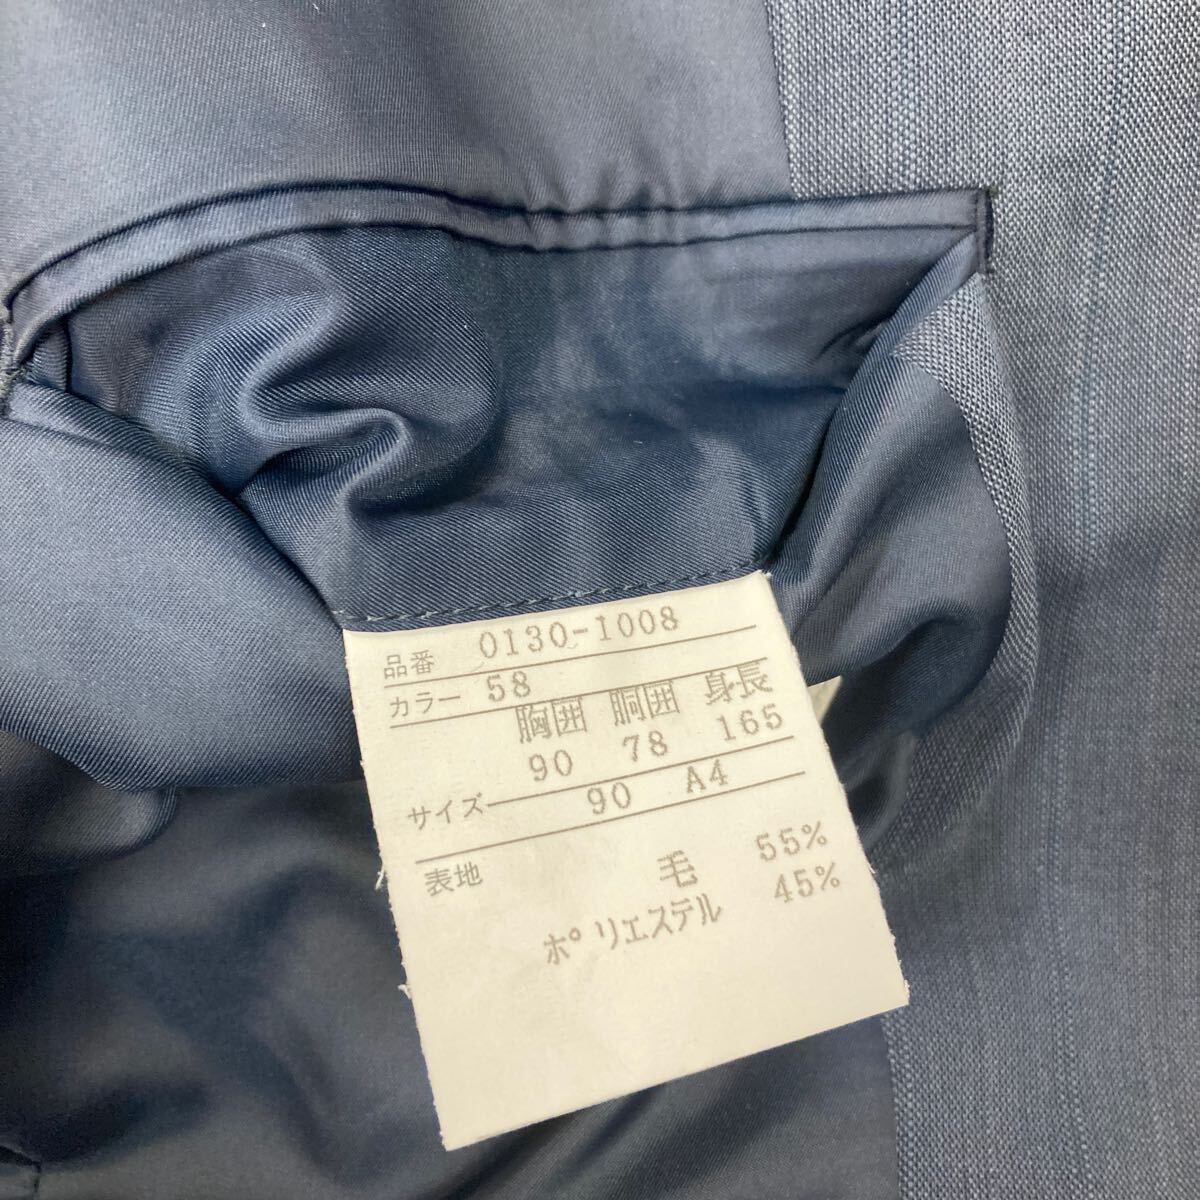 品番 0130-1008
カラー 58
胸囲 胴囲 身長
90 78 165
サイズ 90 A4
表地 毛 55%
ポリエステル 45%